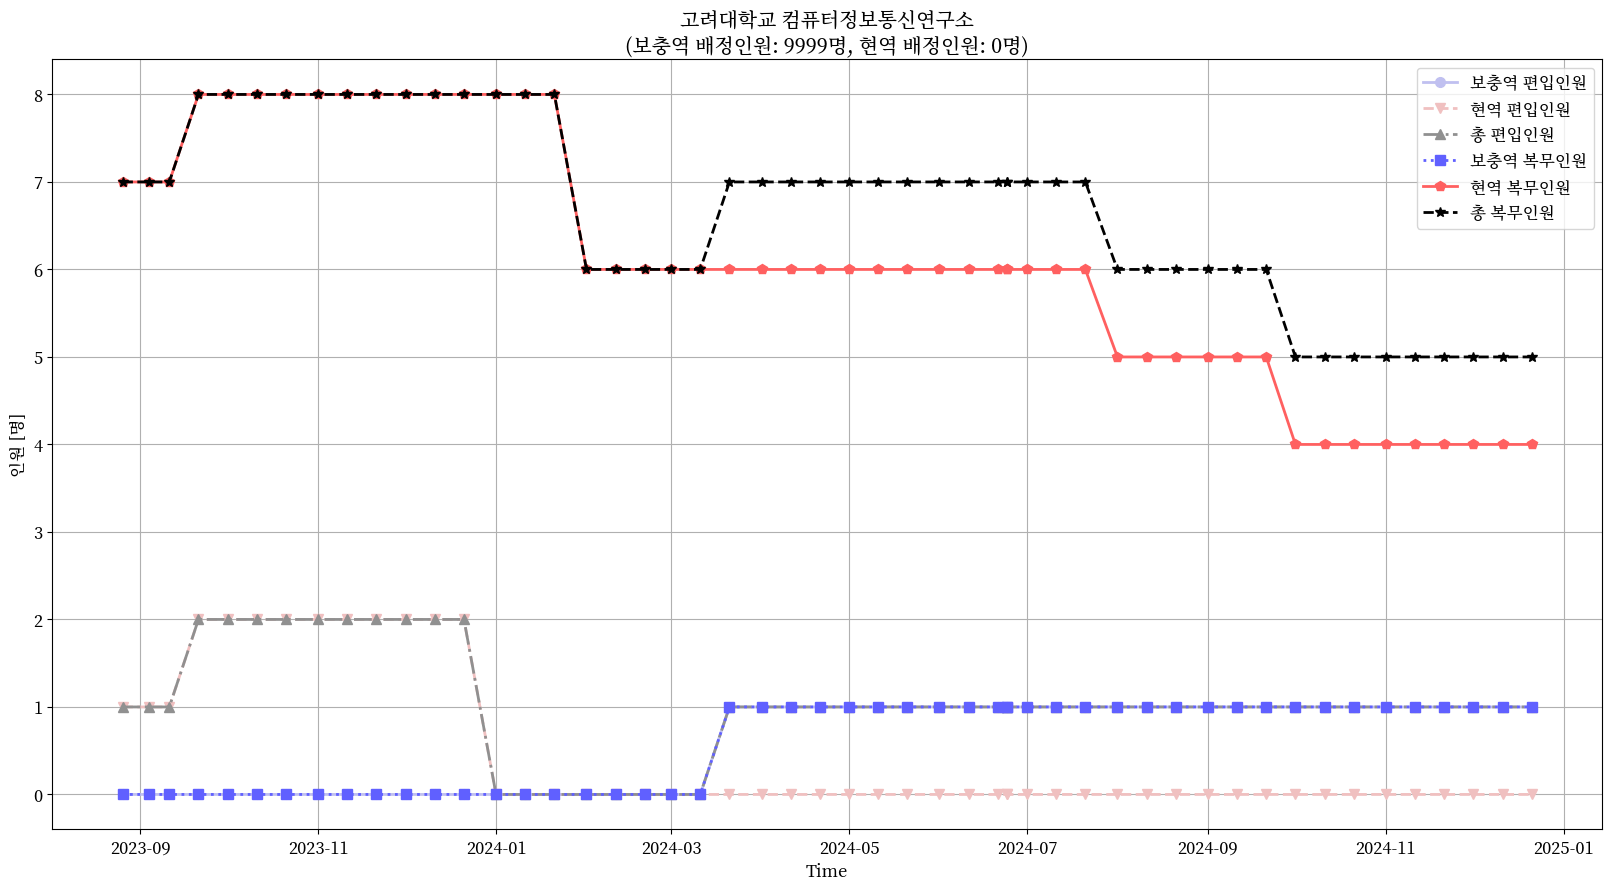 고려대학교 컴퓨터정보통신연구소
(보충역 배정인원: 9999명, 현역 배정인원: 0명)
보충역 편입인원
현역 편입인원
총 편입인원
보충역 복무인원
현역 복무인원
총 복무인원
인원 [명]
8
7
6
5
4
3
2
1
0
2023-09
2023-11
2024-01
2024-03
2024-05
2024-07
2024-09
2024-11
2025-01
Time